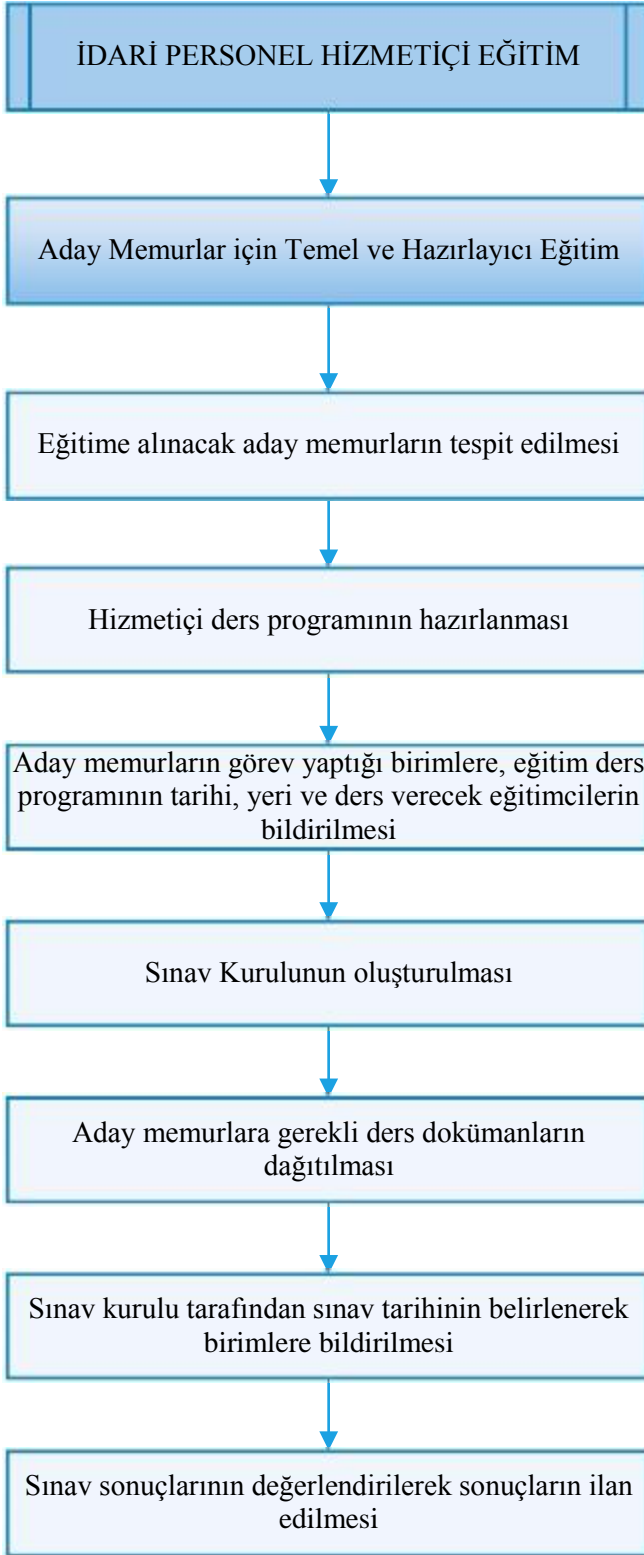 İDARİ PERSONEL HİZMETİÇİ EĞİTİM
Aday Memurlar için Temel ve Hazırlayıcı Eğitim
Eğitime alınacak aday memurların tespit edilmesi
Hizmetiçi ders programının hazırlanması
Aday memurların görev yaptığı birimlere, eğitim ders
programının tarihi, yeri ve ders verecek eğitimcilerin
bildirilmesi
Sınav Kurulunun oluşturulması
Aday memurlara gerekli ders dokümanların
dağıtılması
Sınav kurulu tarafından sınav tarihinin belirlenerek
birimlere bildirilmesi
Sınav sonuçlarının değerlendirilerek sonuçların ilan
edilmesi